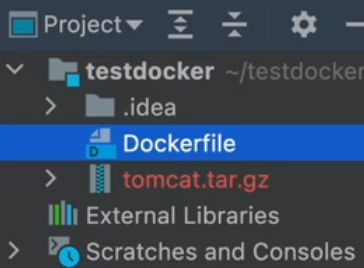 Project
testdocker ~/testdocker
.idea
D Dockerfile
tomcat.tar.gz
External Libraries
Scratches and Consoles